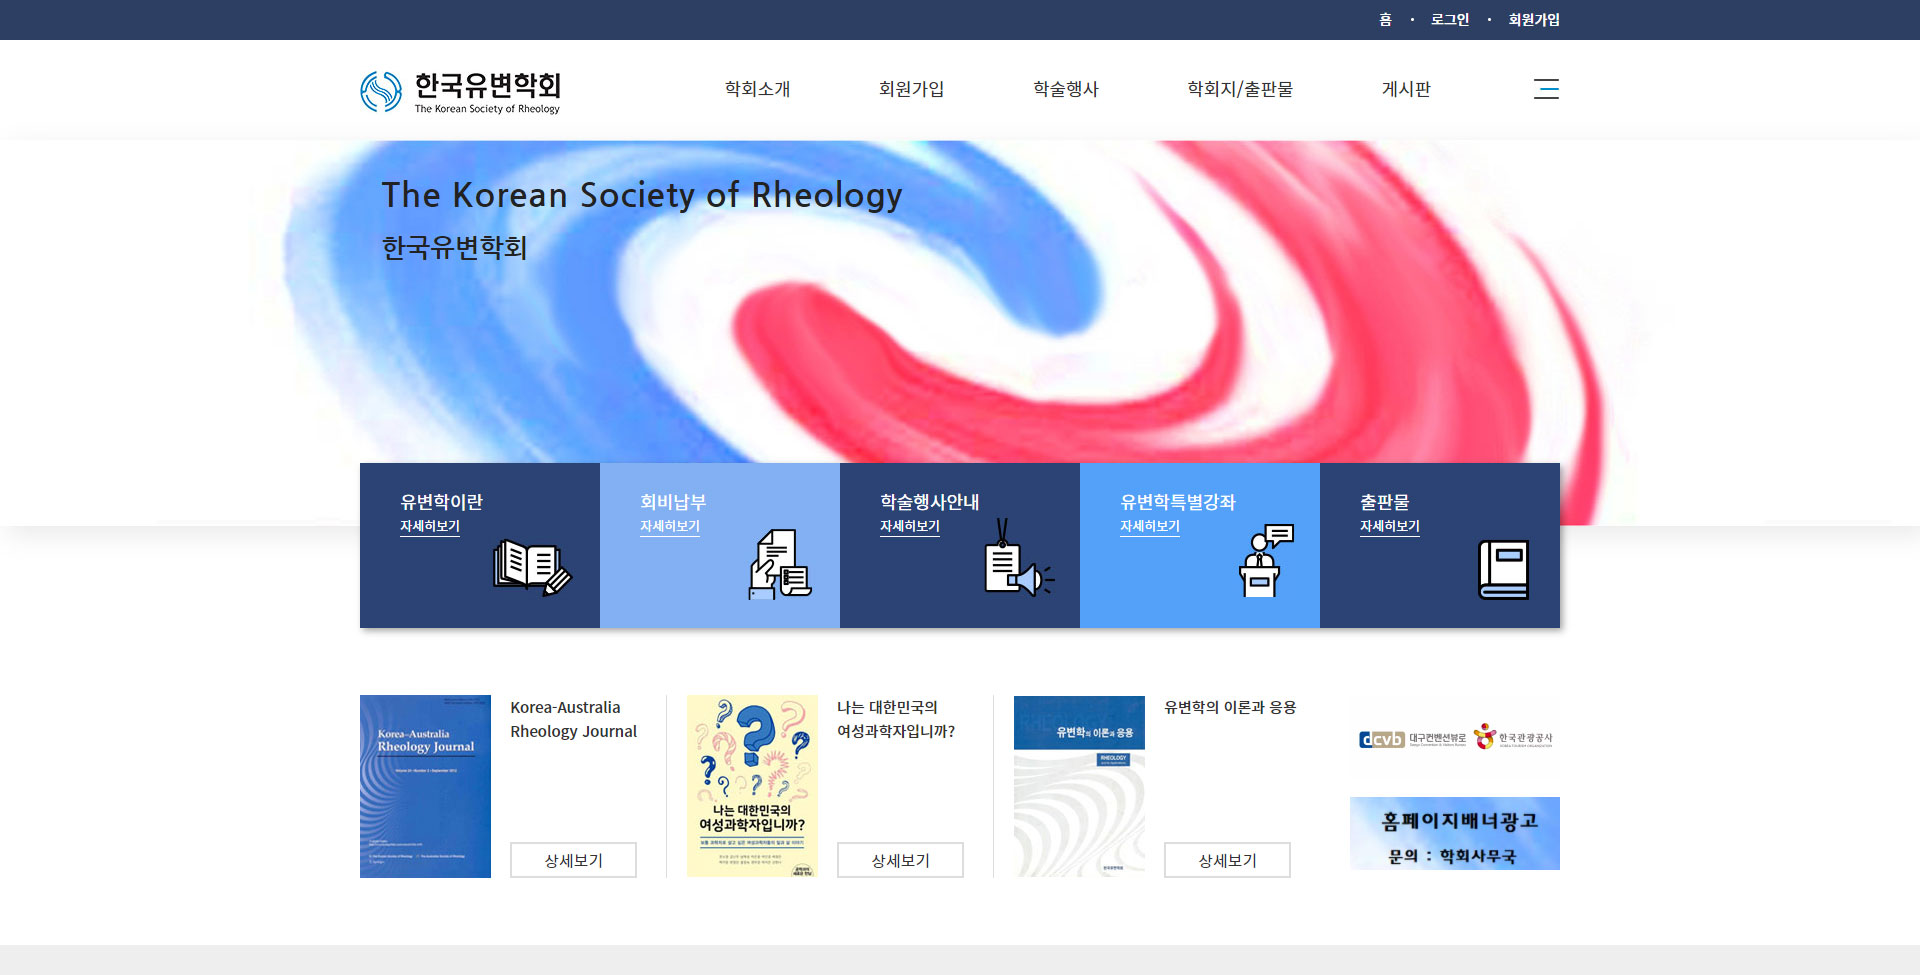 홈 • 로그인 • 회원가입
한국유변학회
The Korean Society of Rheology
학회소개
회원가입
학술행사
학회지/출판물
게시판
The Korean Society of Rheology
한국유변학회
유변학이란
자세히보기
회비납부
자세히보기
학술행사안내
자세히보기
유변학특별강좌
자세히보기
출판물
자세히보기
Korea-Australia
Rheology Journal
Korea-Australia
Rheology Journal
상세보기
나는 대한민국의
여성과학자입니까?
나는 대한민국의
여성과학자입니까?
상세보기
유변학의 이론과 응용
RHEOLOGY
한국유변학회
유변학의 이론과 응용
상세보기
dcvb 대구컨벤션뷰로
한국관광공사
홈페이지배너광고
문의 : 학회사무국